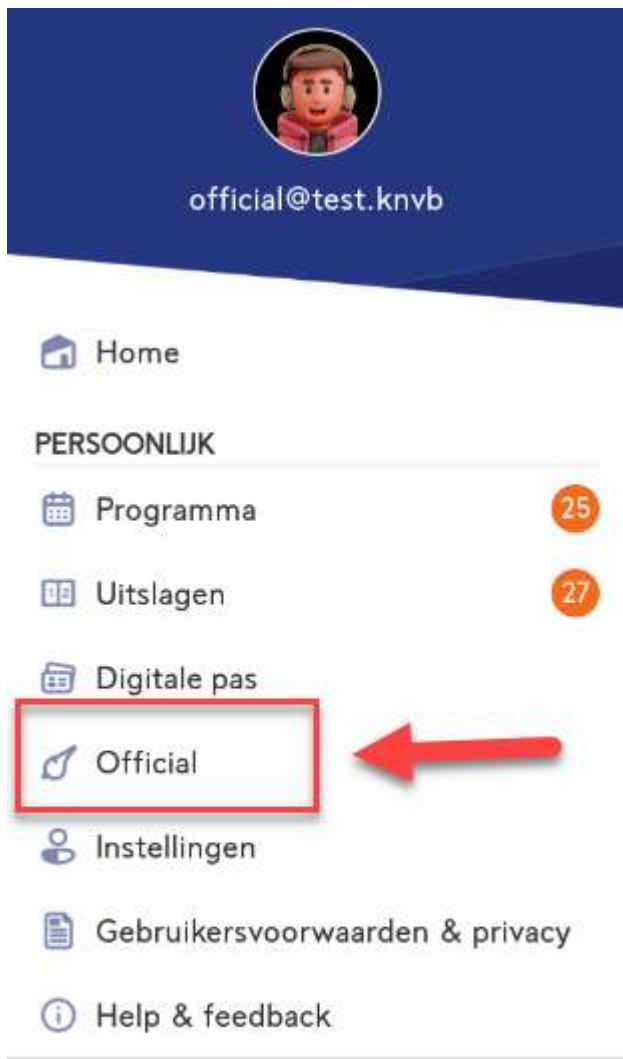 official@test.knvb
Home
PERSOONLIJK
Programma 25
Uitslagen 27
Digitale pas
Official
Instellingen
Gebruikersvoorwaarden & privacy
Help & feedback